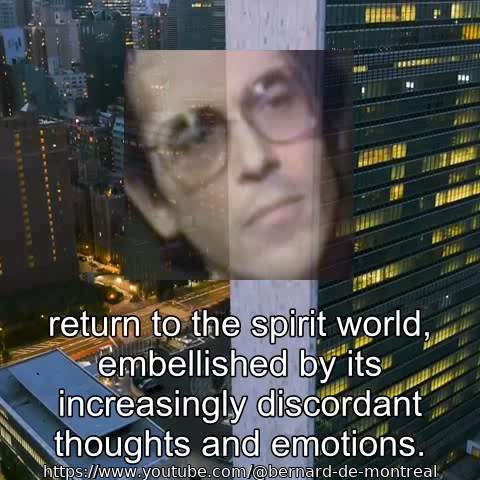 return to the spirit world,
embellished by its
increasingly discordant
thoughts and emotions.
https://www.youtube.com/@bernard-de-montreal